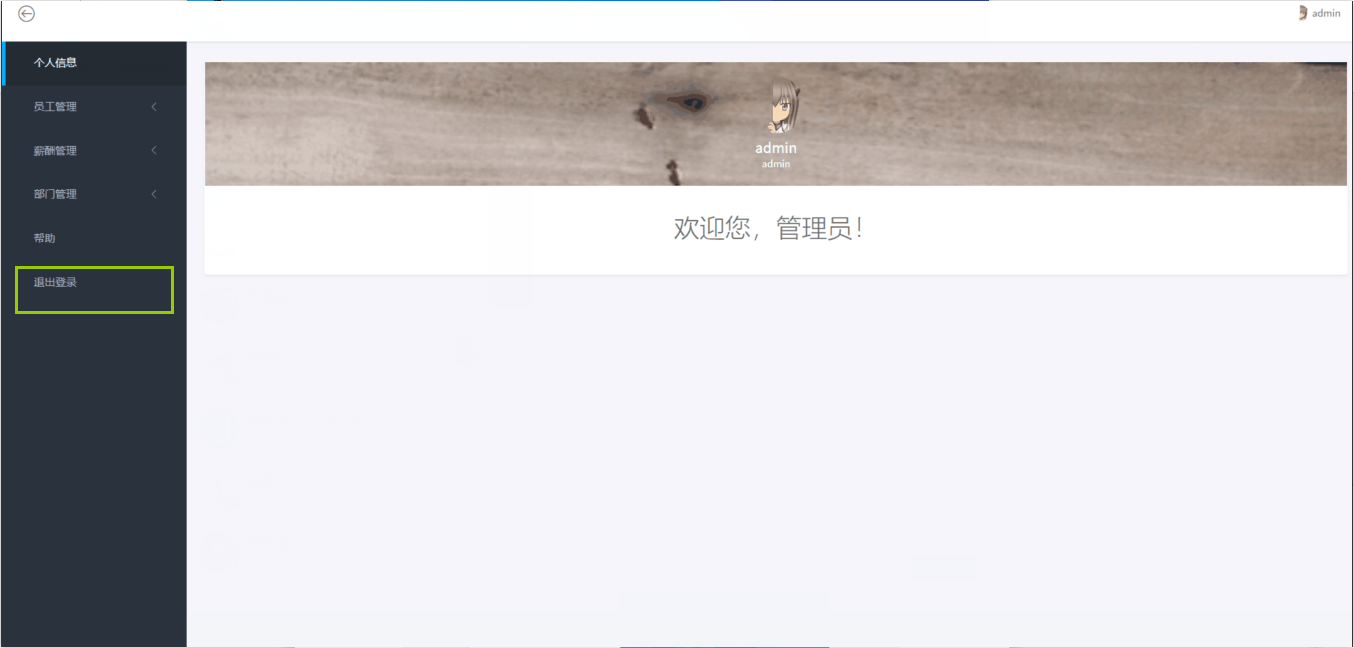 admin
个人信息
员工管理
薪酬管理
部门管理
帮助
退出登录
admin
admin
欢迎您，管理员！